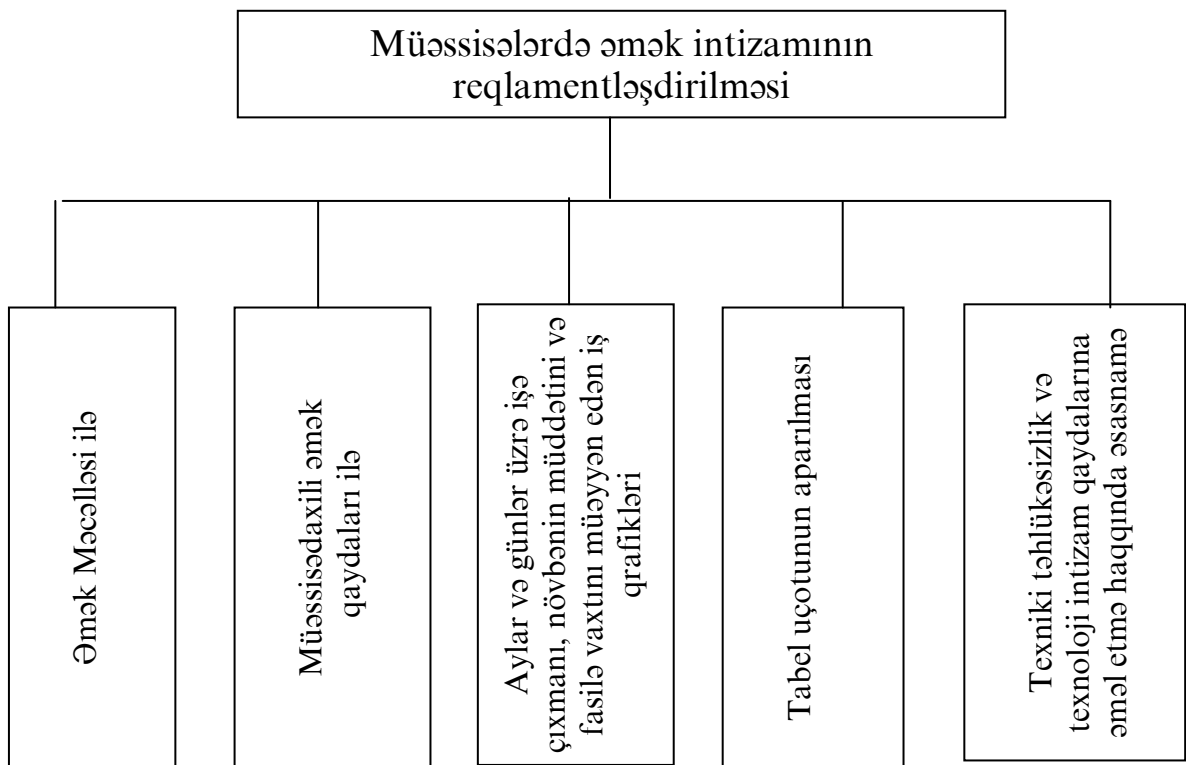 Müəssisələrdə əmək intizamının
reqlamentləşdirilməsi
Əmək Məcəlləsi ilə
Müəssisədaxili əmək
qaydaları ilə
Aylar və günlər üzrə işə
çıxmanı, növbənin müddətini və
fasilə vaxtını müəyyən edən iş
qrafikləri
Tabel uçotunun aparılması
Texniki təhlükəsizlik və
texnoloji intizam qaydalarına
əməl etmə haqqında əsasnamə